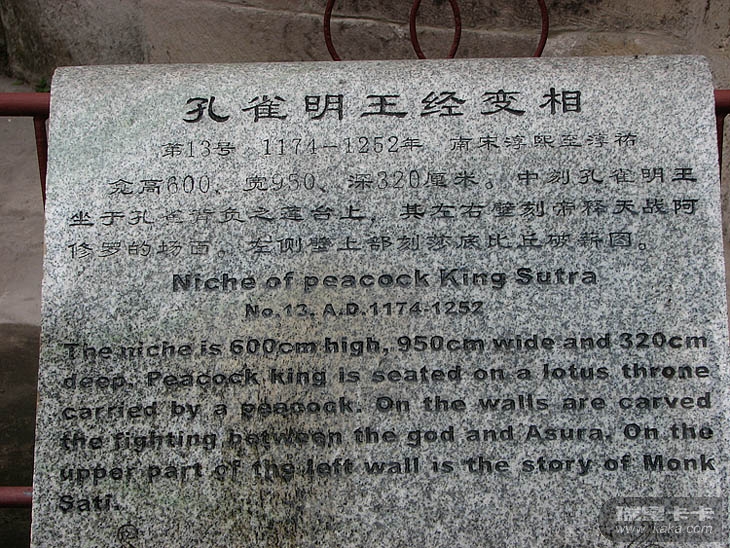 孔雀明王经变相
第13号 1174—1252年 南宋淳熙至淳祐
龛高600、宽950、深320厘米。中刻孔雀明王
坐于孔雀背负之莲台上，其左右壁刻帝释天战阿
修罗的场面。左侧壁上部刻莎底比丘破薪图。
Niche of peacock King Sutra
No.13, A.D.1174-1252
The niche is 600cm high, 950cm wide and 320cm
deep. Peacock king is seated on a lotus throne
carried by a peacock. On the walls are carved
the fighting between the god and Asura. On the
upper part of the left wall is the story of Monk
Sati.